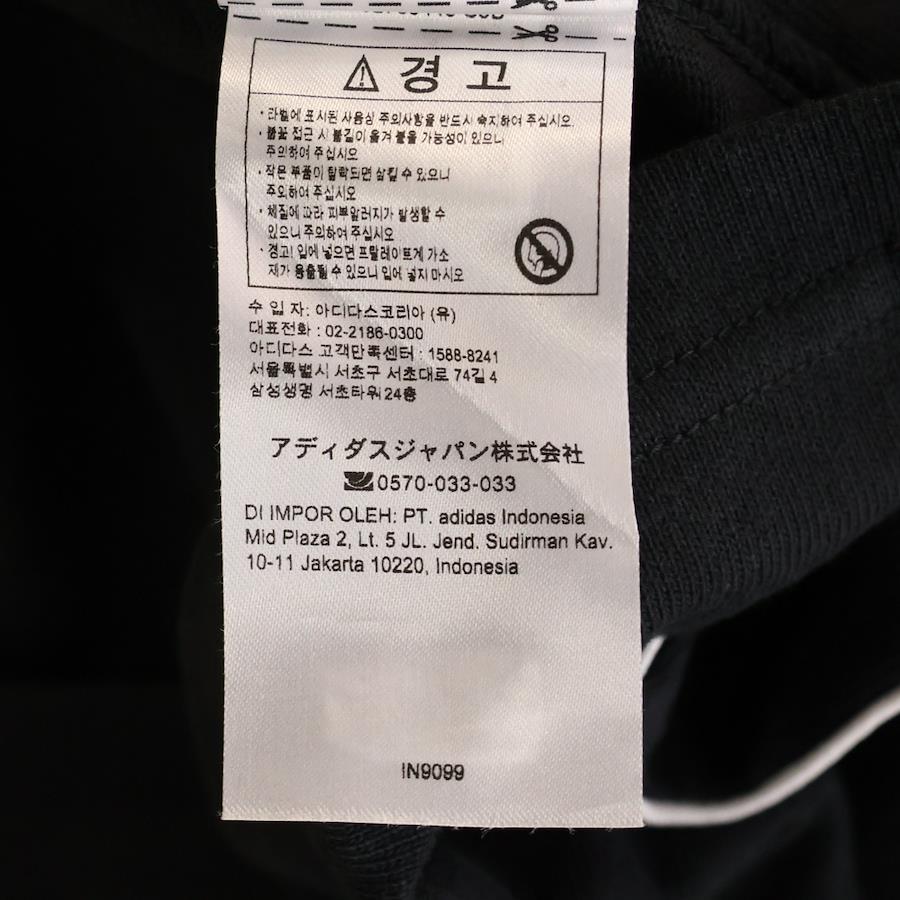 ⚠ 경고
· 라벨에 표시된 사용상 주의사항을 반드시 숙지하여 주십시오.
· 불꽃 접근 시 불길이 옮겨 붙을 가능성이 있으니
주의하여 주십시오
· 작은 부품이 탈락되면 삼킬 수 있으니
주의하여 주십시오
· 체질에 따라 피부알러지가 발생할 수
있으니 주의하여 주십시오
· 경고! 입에 넣으면 프탈레이트계 가소
제가 용출될 수 있으니 입에 넣지 마시오
수 입 자: 아디다스코리아 (유)
대표전화 : 02-2186-0300
아디다스 고객만족센터 : 1588-8241
서울특별시 서초구 서초대로 74길 4
삼성생명 서초타워 24층
アディダスジャパン株式会社
0570-033-033
DI IMPOR OLEH: PT. adidas Indonesia
Mid Plaza 2, Lt. 5 JL. Jend. Sudirman Kav.
10-11 Jakarta 10220, Indonesia
IN9099